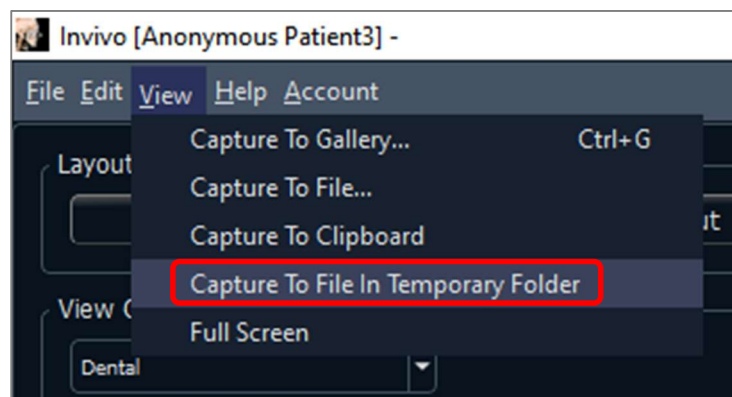 Invivo [Anonymous Patient3] -
File Edit View Help Account
Capture To Gallery... Ctrl+G
Layout
Capture To File...
Capture To Clipboard
Capture To File In Temporary Folder
Full Screen
Dental